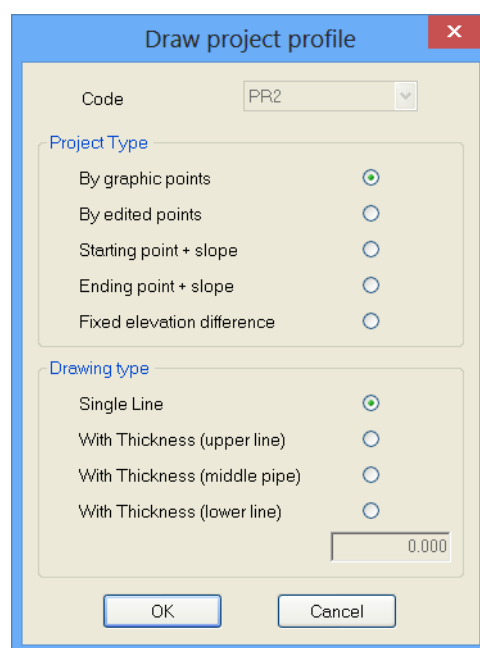 Draw project profile
Code PR2
Project Type
By graphic points
By edited points
Starting point + slope
Ending point + slope
Fixed elevation difference
Drawing type
Single Line
With Thickness (upper line)
With Thickness (middle pipe)
With Thickness (lower line)
0.000
OK Cancel